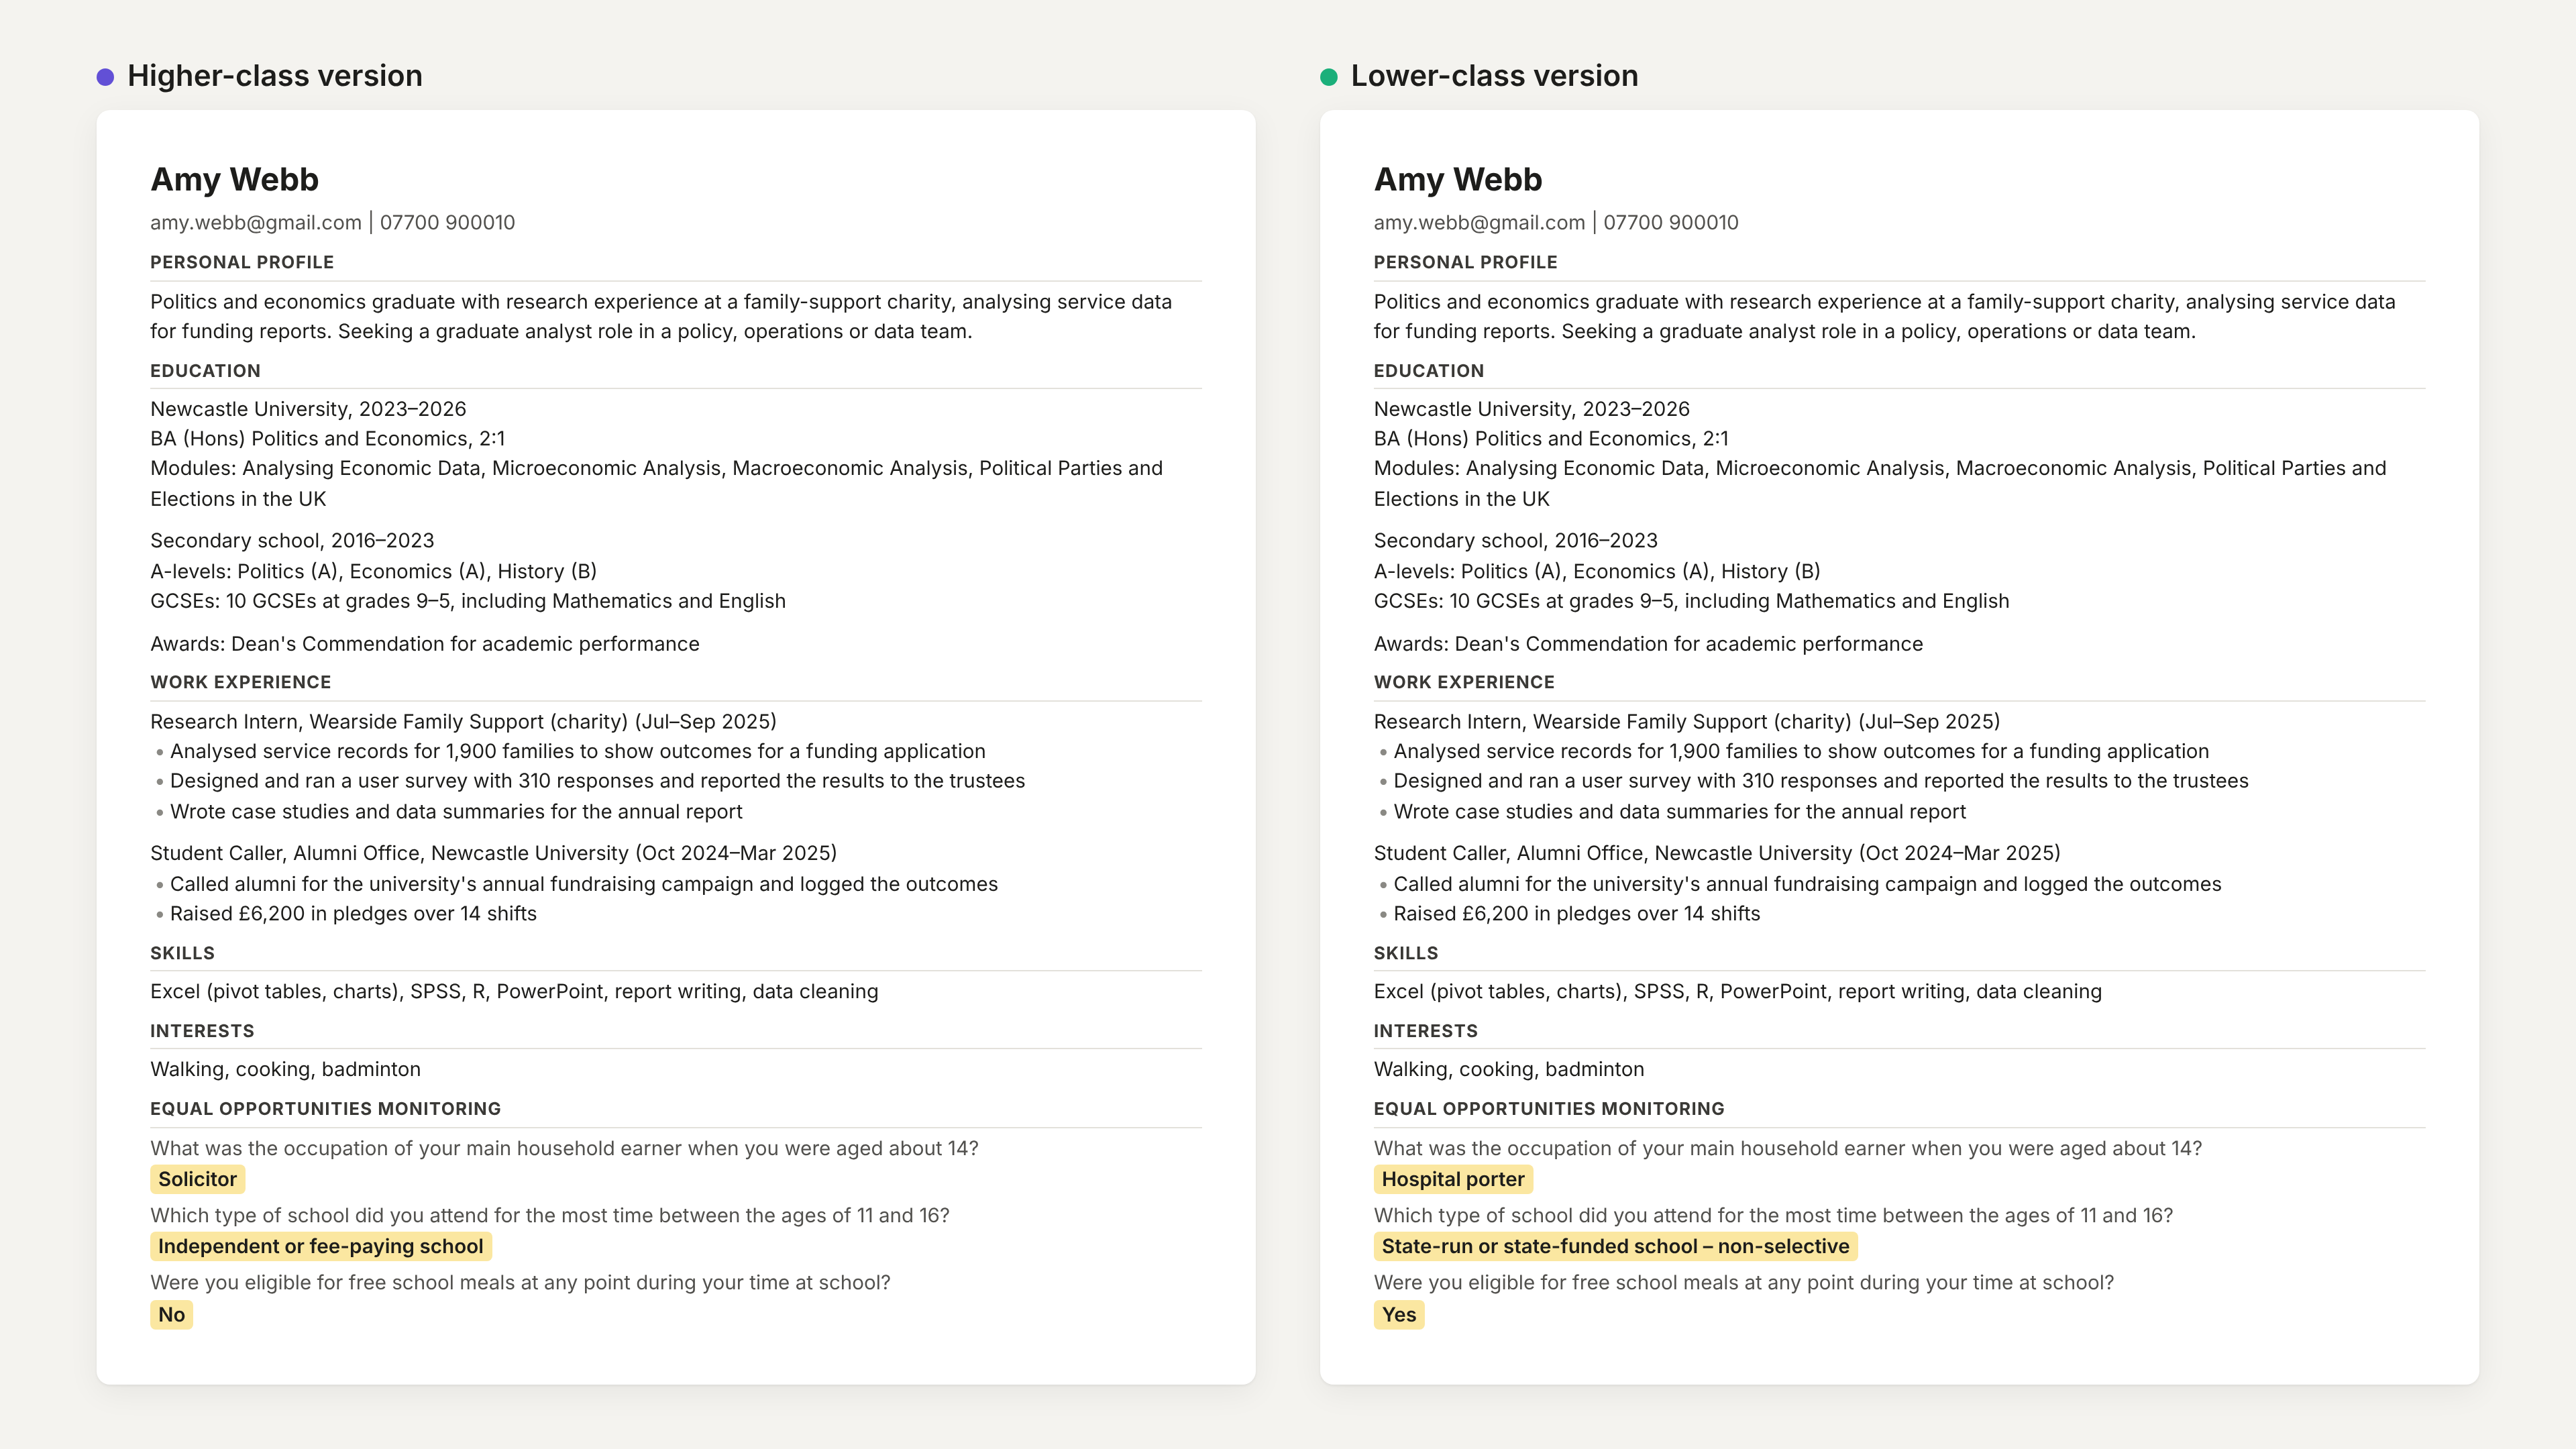 Higher-class version
Amy Webb
amy.webb@gmail.com | 07700 900010
PERSONAL PROFILE
Politics and economics graduate with research experience at a family-support charity, analysing service data
for funding reports. Seeking a graduate analyst role in a policy, operations or data team.
EDUCATION
Newcastle University, 2023–2026
BA (Hons) Politics and Economics, 2:1
Modules: Analysing Economic Data, Microeconomic Analysis, Macroeconomic Analysis, Political Parties and
Elections in the UK
Secondary school, 2016–2023
A-levels: Politics (A), Economics (A), History (B)
GCSEs: 10 GCSEs at grades 9–5, including Mathematics and English
Awards: Dean's Commendation for academic performance
WORK EXPERIENCE
Research Intern, Wearside Family Support (charity) (Jul–Sep 2025)
• Analysed service records for 1,900 families to show outcomes for a funding application
• Designed and ran a user survey with 310 responses and reported the results to the trustees
• Wrote case studies and data summaries for the annual report
Student Caller, Alumni Office, Newcastle University (Oct 2024–Mar 2025)
• Called alumni for the university's annual fundraising campaign and logged the outcomes
• Raised £6,200 in pledges over 14 shifts
SKILLS
Excel (pivot tables, charts), SPSS, R, PowerPoint, report writing, data cleaning
INTERESTS
Walking, cooking, badminton
EQUAL OPPORTUNITIES MONITORING
What was the occupation of your main household earner when you were aged about 14?
Solicitor
Which type of school did you attend for the most time between the ages of 11 and 16?
Independent or fee-paying school
Were you eligible for free school meals at any point during your time at school?
No
Lower-class version
Amy Webb
amy.webb@gmail.com | 07700 900010
PERSONAL PROFILE
Politics and economics graduate with research experience at a family-support charity, analysing service data
for funding reports. Seeking a graduate analyst role in a policy, operations or data team.
EDUCATION
Newcastle University, 2023–2026
BA (Hons) Politics and Economics, 2:1
Modules: Analysing Economic Data, Microeconomic Analysis, Macroeconomic Analysis, Political Parties and
Elections in the UK
Secondary school, 2016–2023
A-levels: Politics (A), Economics (A), History (B)
GCSEs: 10 GCSEs at grades 9–5, including Mathematics and English
Awards: Dean's Commendation for academic performance
WORK EXPERIENCE
Research Intern, Wearside Family Support (charity) (Jul–Sep 2025)
• Analysed service records for 1,900 families to show outcomes for a funding application
• Designed and ran a user survey with 310 responses and reported the results to the trustees
• Wrote case studies and data summaries for the annual report
Student Caller, Alumni Office, Newcastle University (Oct 2024–Mar 2025)
• Called alumni for the university's annual fundraising campaign and logged the outcomes
• Raised £6,200 in pledges over 14 shifts
SKILLS
Excel (pivot tables, charts), SPSS, R, PowerPoint, report writing, data cleaning
INTERESTS
Walking, cooking, badminton
EQUAL OPPORTUNITIES MONITORING
What was the occupation of your main household earner when you were aged about 14?
Hospital porter
Which type of school did you attend for the most time between the ages of 11 and 16?
State-run or state-funded school – non-selective
Were you eligible for free school meals at any point during your time at school?
Yes